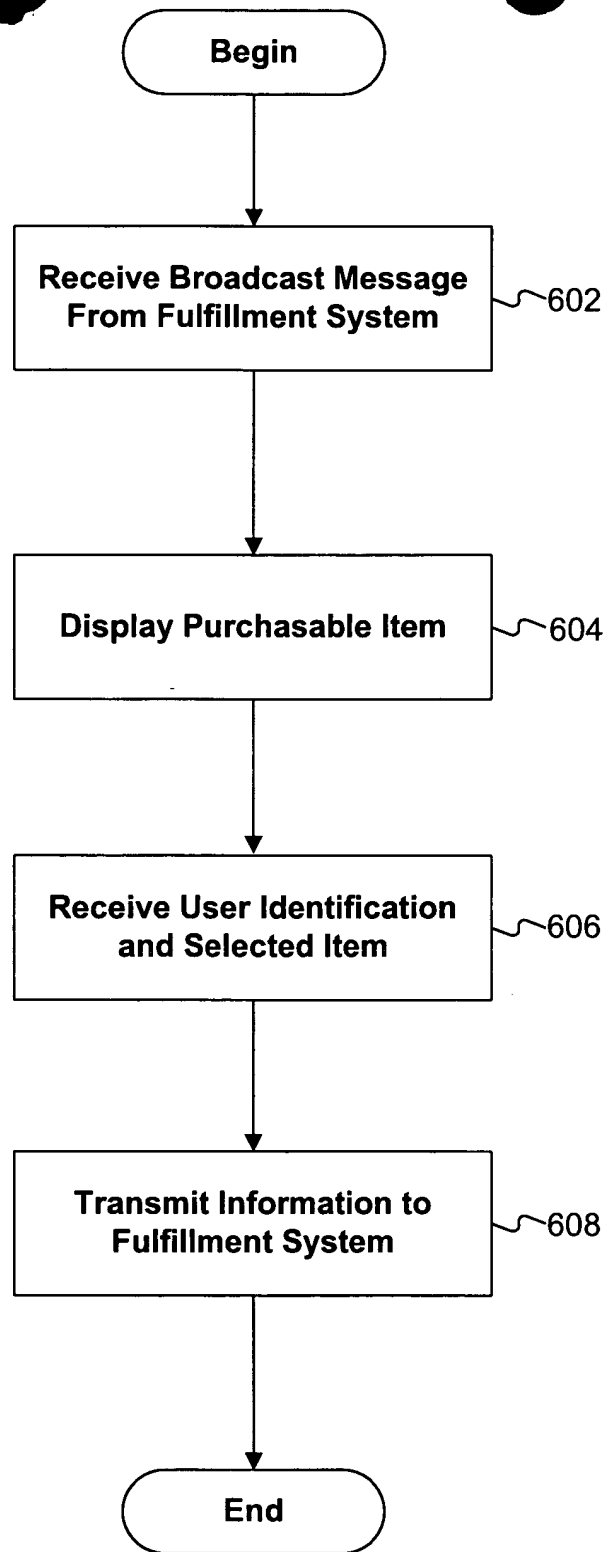 Begin
Receive Broadcast Message
From Fulfillment System
602
Display Purchasable Item
604
Receive User Identification
and Selected Item
606
Transmit Information to
Fulfillment System
608
End